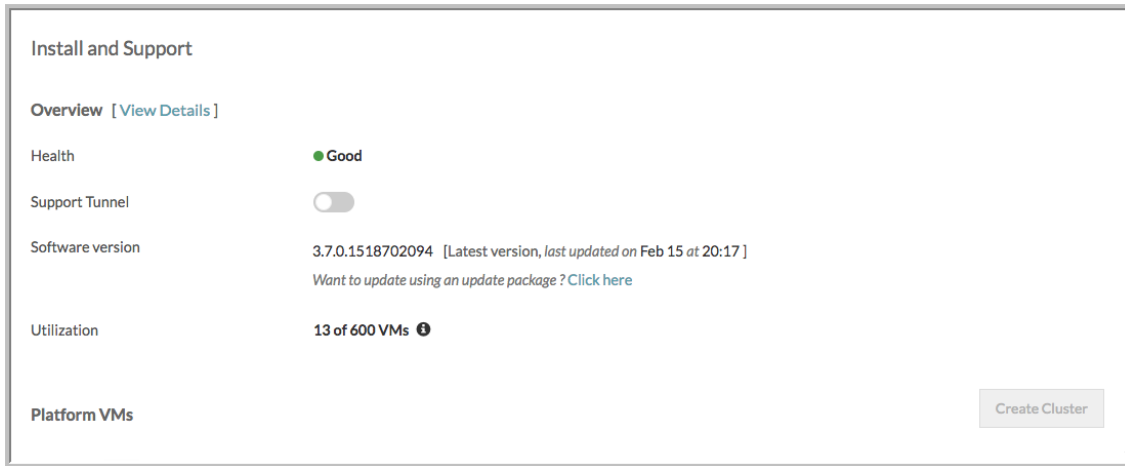 Install and Support
Overview [ View Details ]
Health Good
Support Tunnel
Software version 3.7.0.1518702094 [Latest version, last updated on Feb 15 at 20:17 ]
Want to update using an update package ? Click here
Utilization 13 of 600 VMs
Platform VMs Create Cluster